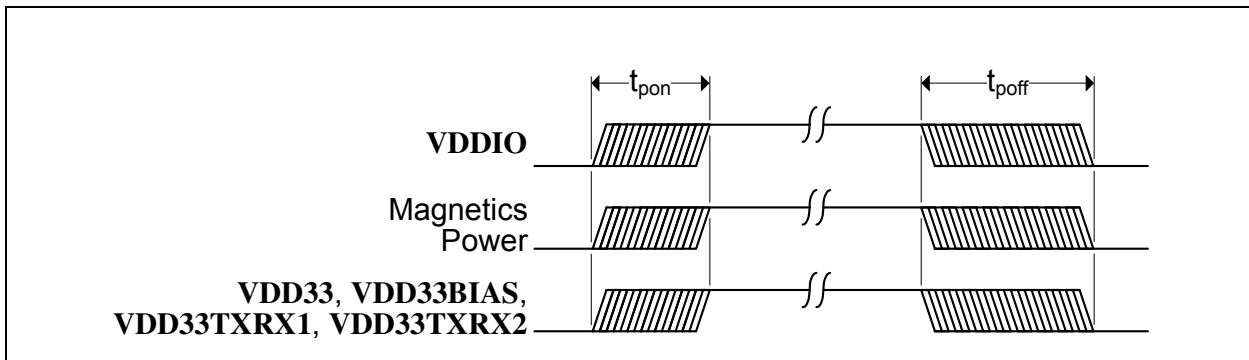 tpon
tpoff
VDDIO
Magnetics
Power
VDD33, VDD33BIAS,
VDD33TXRX1, VDD33TXRX2